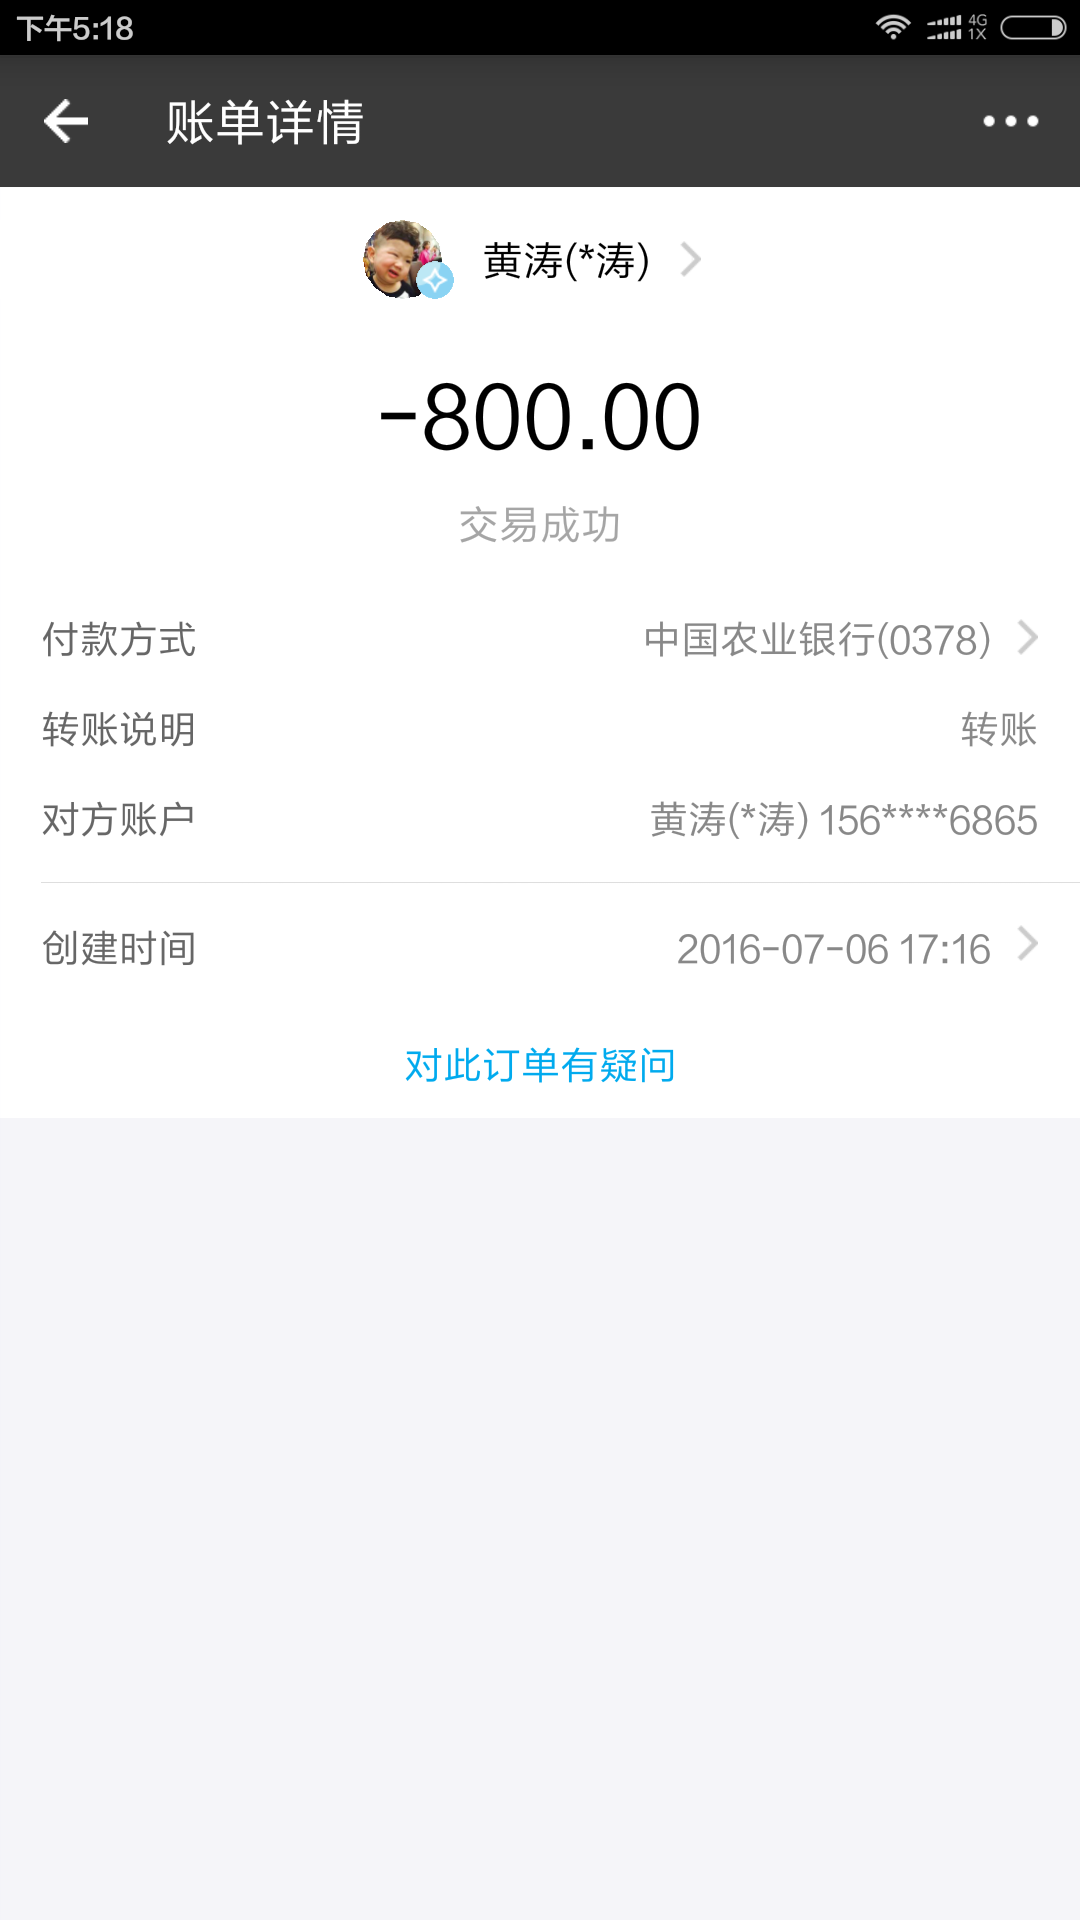 下午5:18
4G
1X
账单详情
黄涛(*涛)
-800.00
交易成功
付款方式 中国农业银行(0378)
转账说明 转账
对方账户 黄涛(*涛) 156****6865
创建时间 2016-07-06 17:16
对此订单有疑问